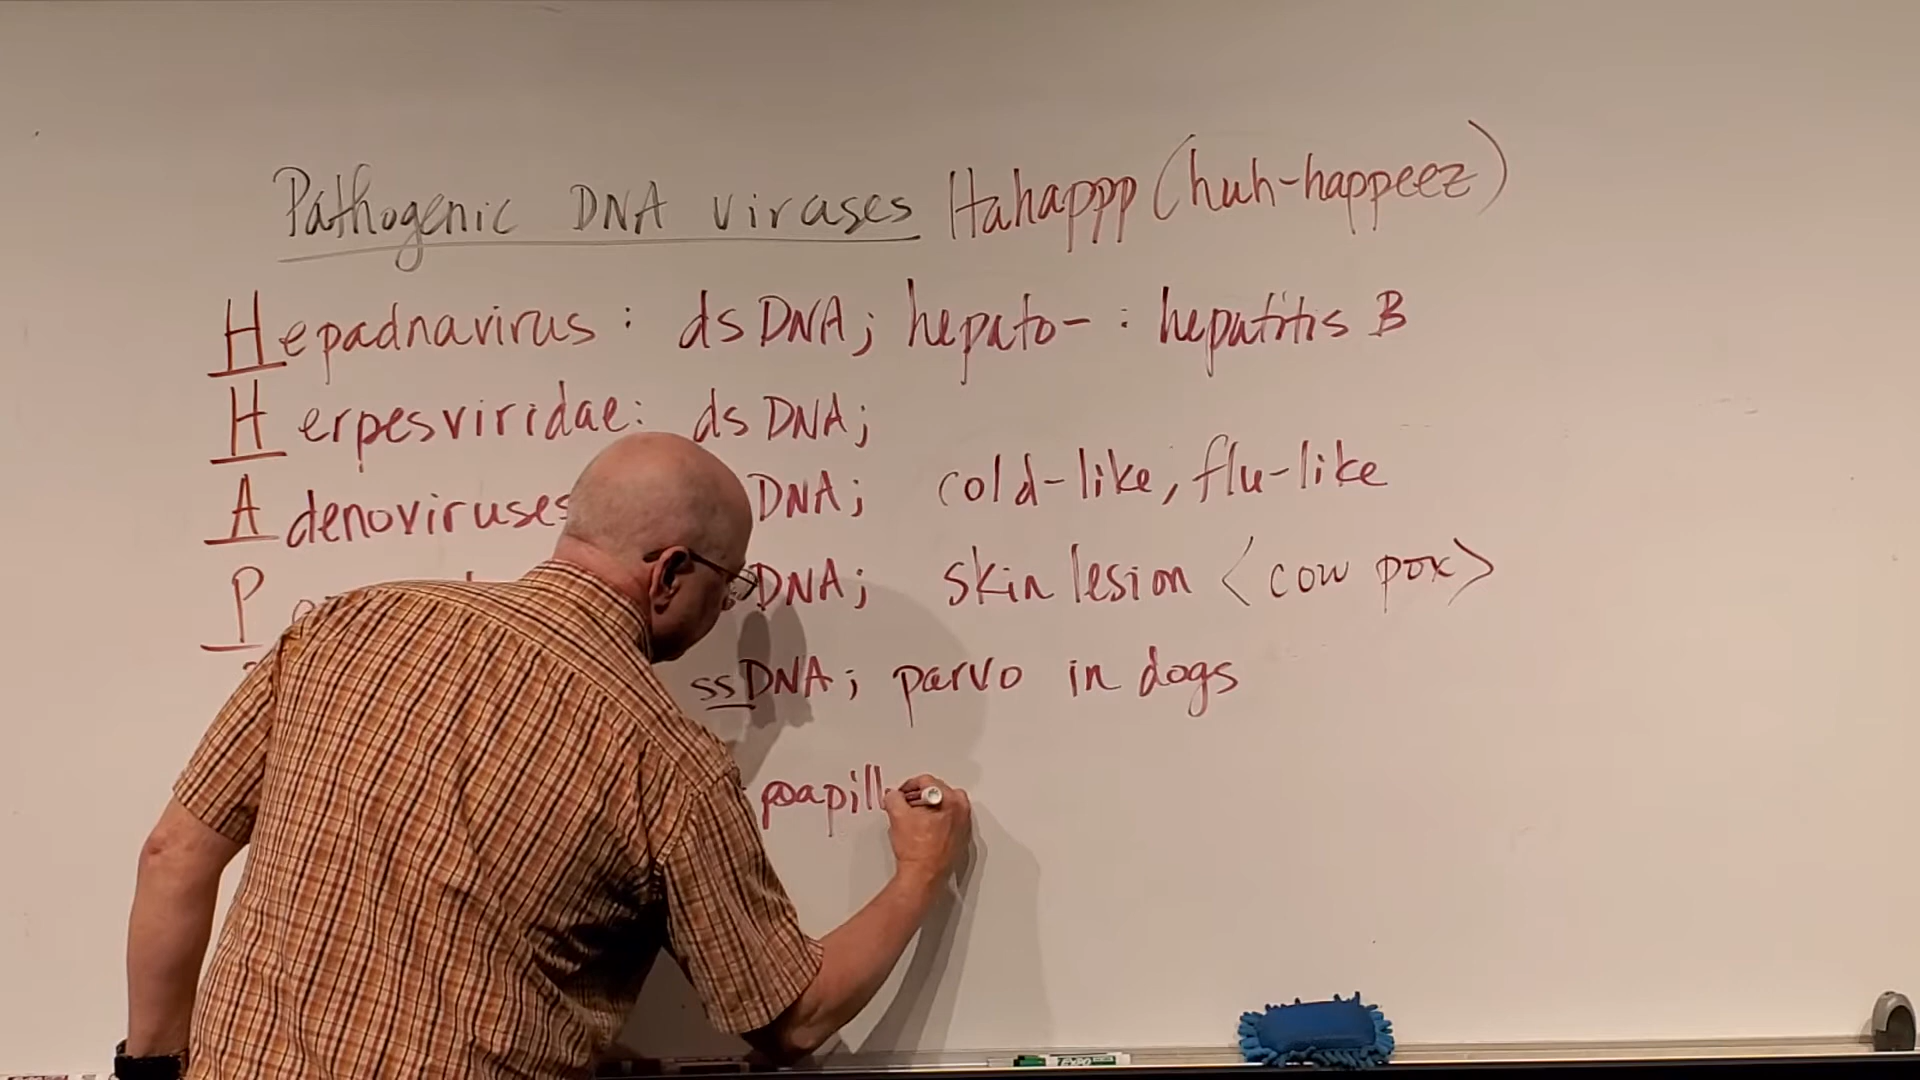 Pathogenic DNA viruses Hahappp (huh-happeez)
Hepadnavirus: dsDNA; hepato-: hepatitis B
Herpesviridae: dsDNA;
Adenoviruses DNA; cold-like, flu-like
P DNA; skin lesion <cow pox>
ssDNA; parvo in dogs
papill
EXPO